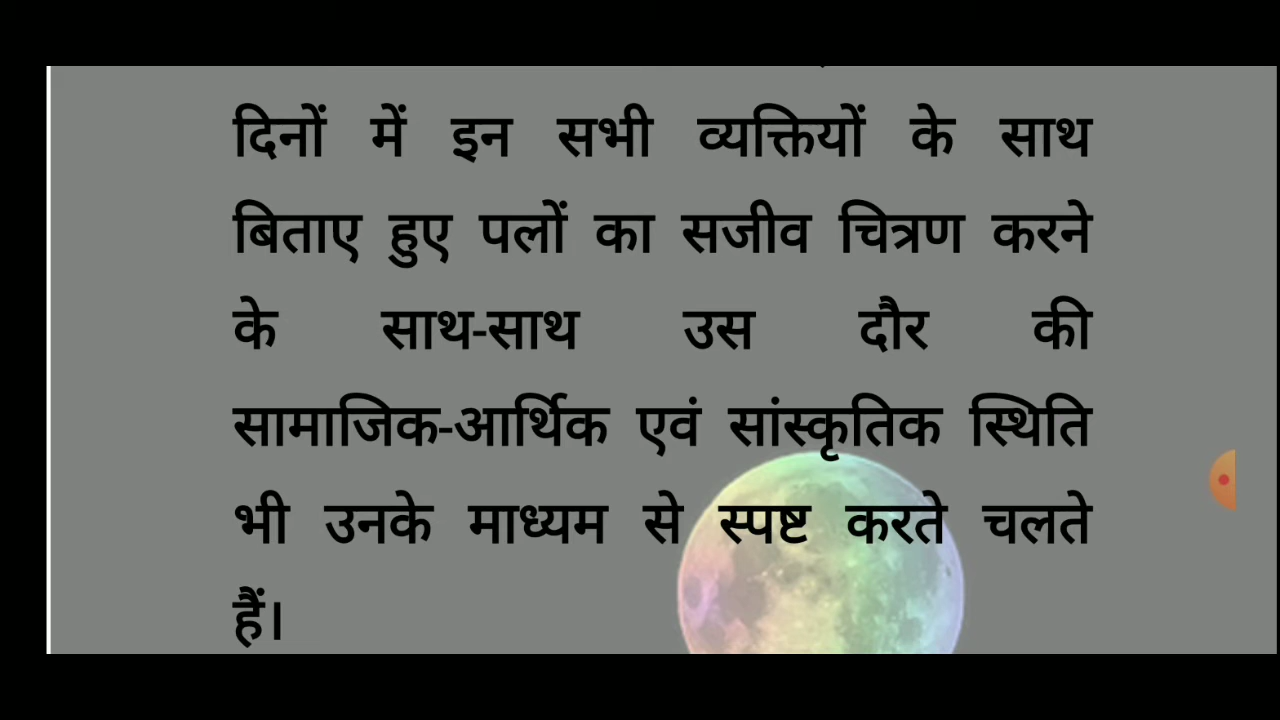 दिनों में इन सभी व्यक्तियों के साथ
बिताए हुए पलों का सजीव चित्रण करने
के साथ-साथ उस दौर की
सामाजिक-आर्थिक एवं सांस्कृतिक स्थिति
भी उनके माध्यम से स्पष्ट करते चलते
हैं।